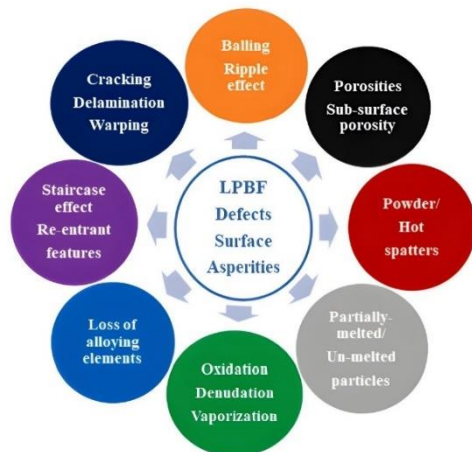 Balling
Ripple
effect
Porosities
Sub-surface
porosity
Powder/
Hot
spatters
Partially-
melted/
Un-melted
particles
Oxidation
Denudation
Vaporization
Loss of
alloying
elements
Staircase
effect
Re-entrant
features
Cracking
Delamination
Warping
LPBF
Defects
Surface
Asperities